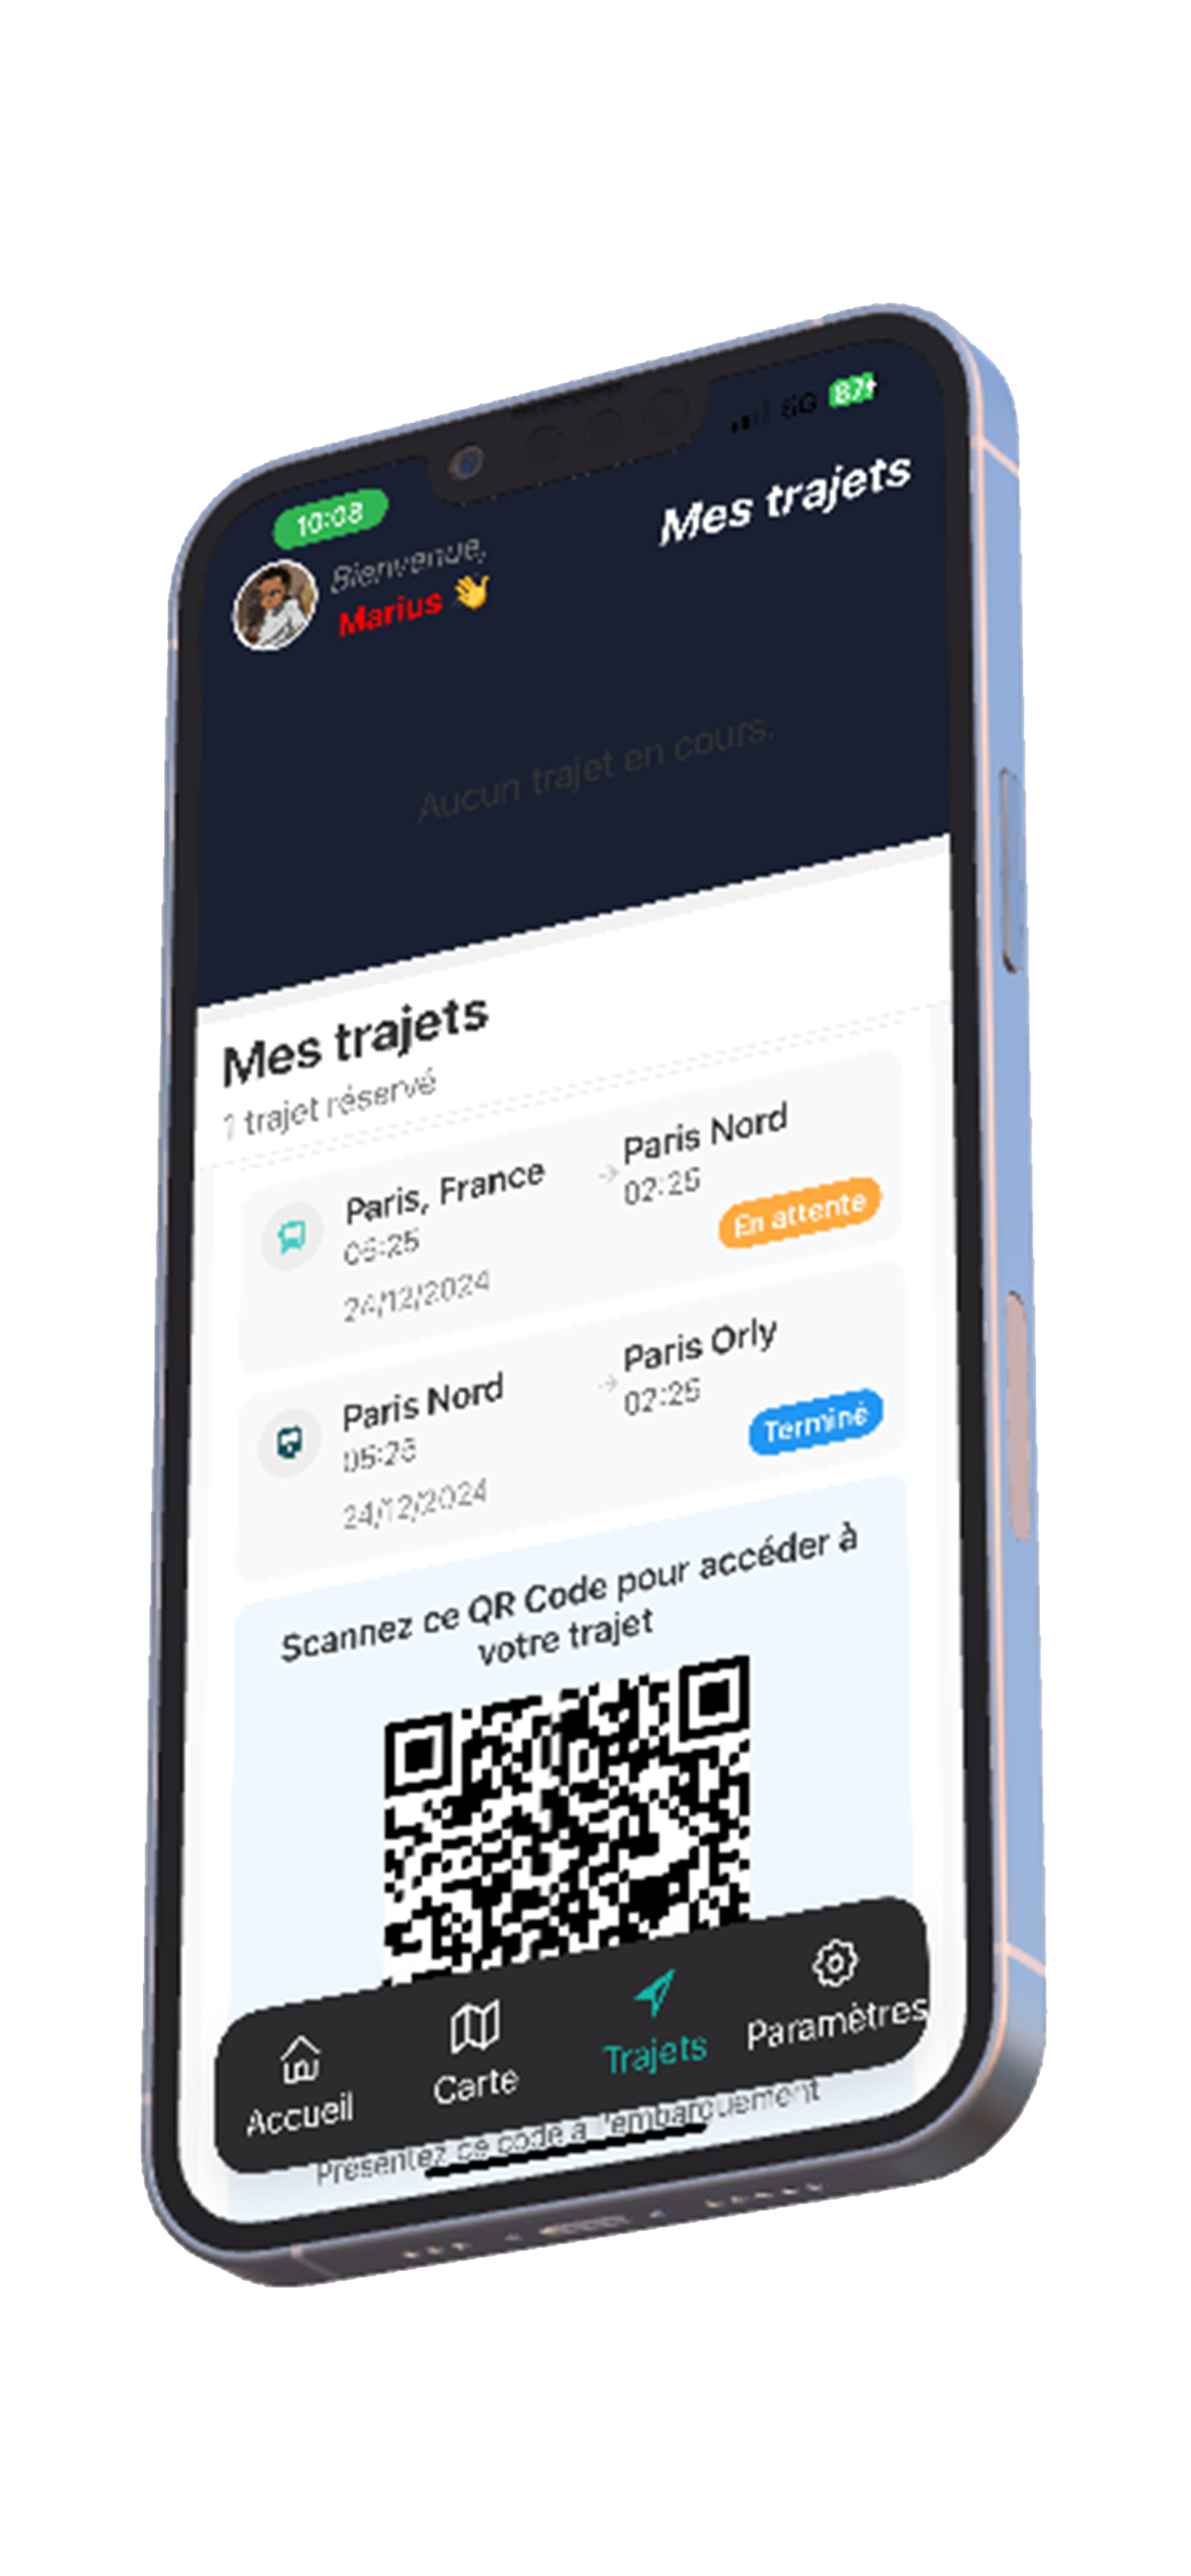 10:08
5G 87
Mes trajets
Bienvenue,
Marius 👋
Aucun trajet en cours.
Mes trajets
1 trajet réservé
Paris, France
→ Paris Nord
05:25
02:25
24/12/2024
En attente
Paris Nord
→ Paris Orly
05:25
02:25
24/12/2024
Terminé
Scannez ce QR Code pour accéder à
votre trajet
Accueil
Carte
Trajets
Paramètres
Présentez ce code à l'embarquement